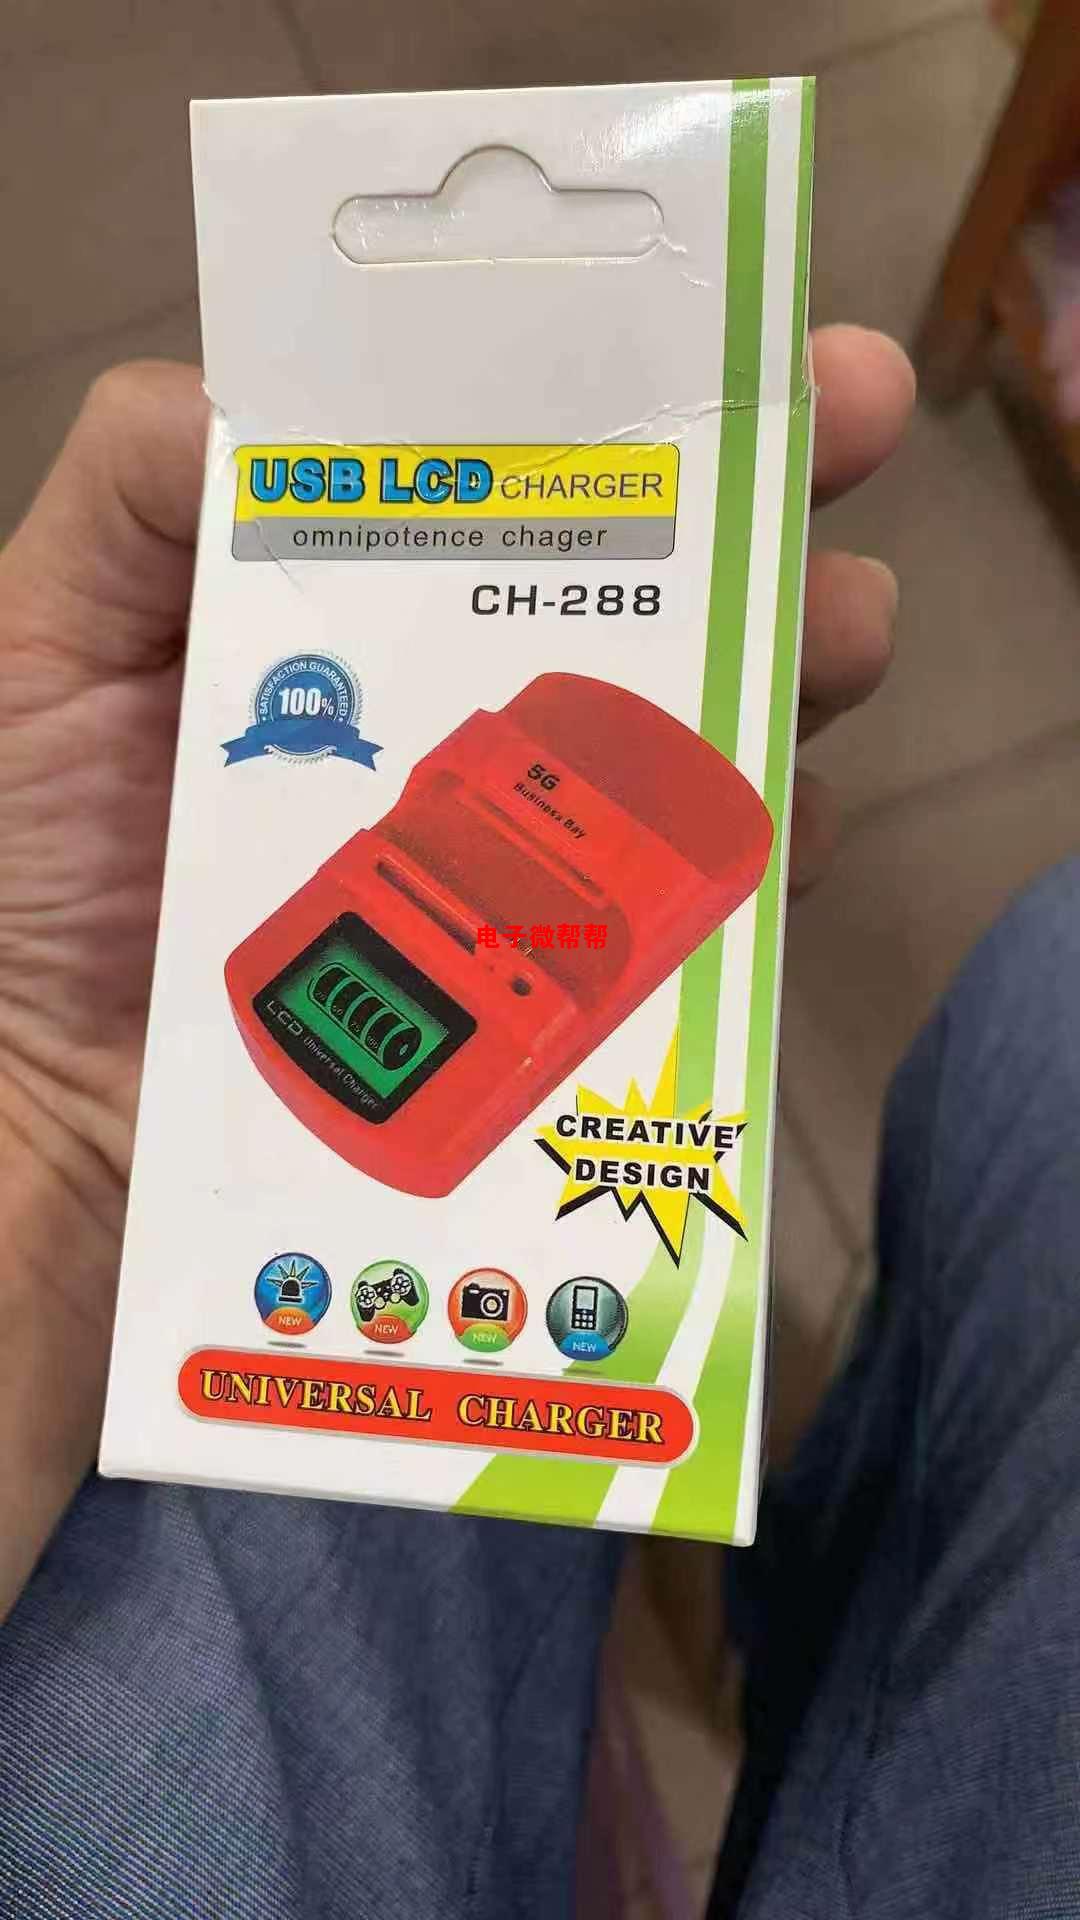 USB LCD CHARGER
omnipotence chager
CH-288
SATISFACTION GUARANTEED
100%
5G
Business Bay
电子微帮帮
LCD Universal Charger
CREATIVE
DESIGN
NEW
NEW
NEW
NEW
UNIVERSAL CHARGER